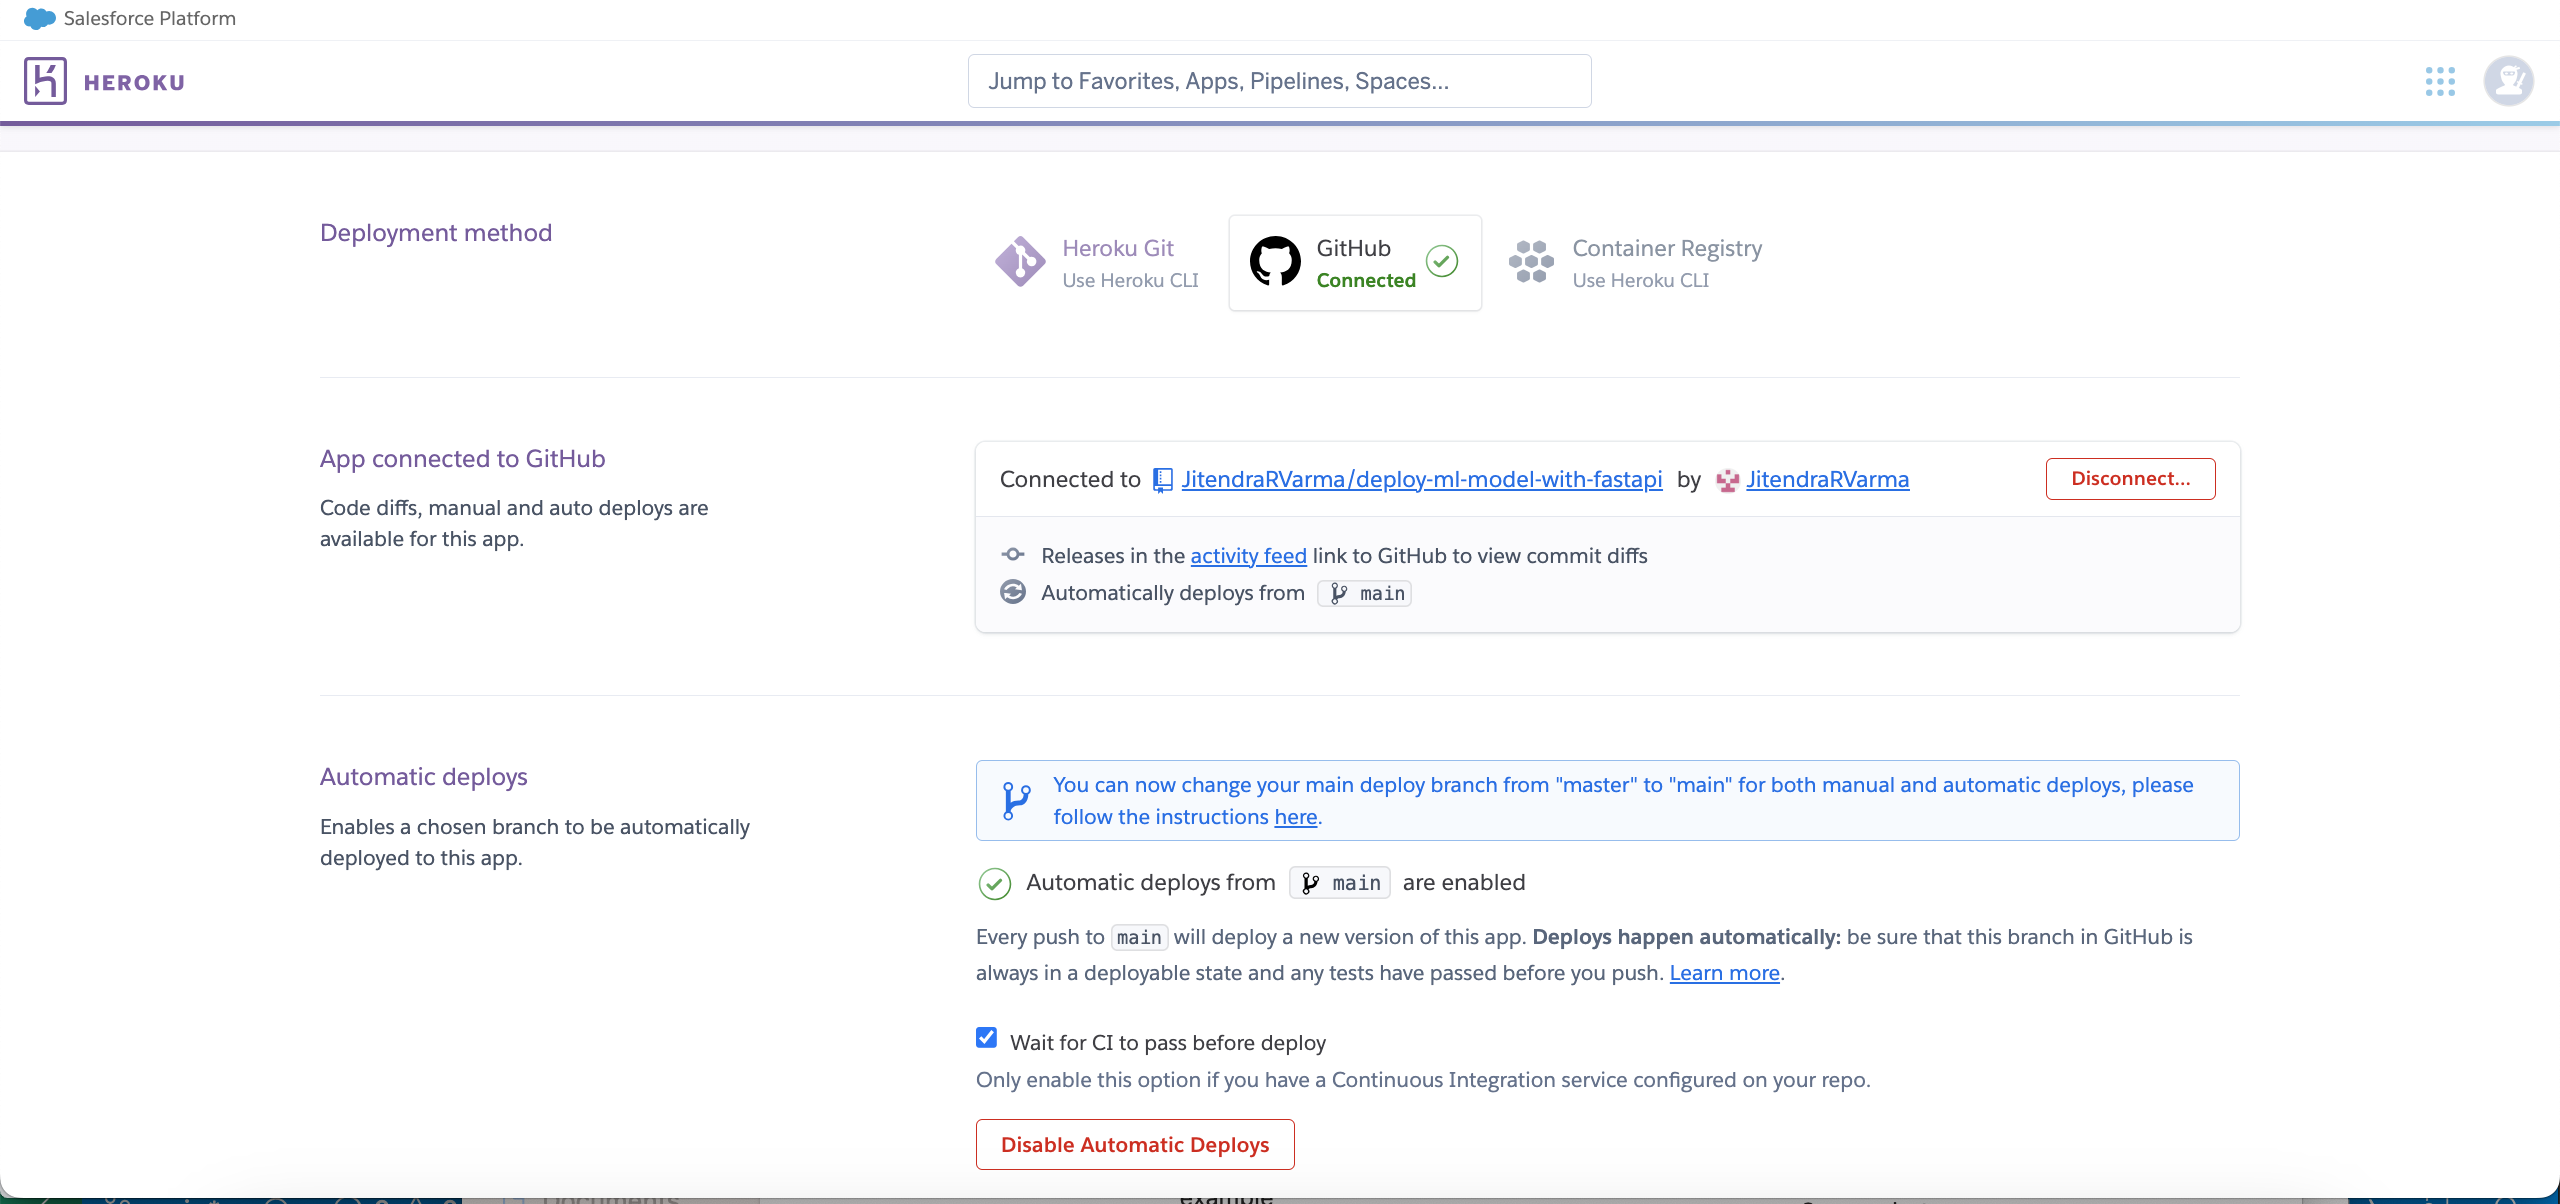 Salesforce Platform
HEROKU
Jump to Favorites, Apps, Pipelines, Spaces...
Deployment method
Heroku Git
Use Heroku CLI
GitHub
Connected
Container Registry
Use Heroku CLI
App connected to GitHub
Code diffs, manual and auto deploys are
available for this app.
Connected to JitendraRVarma/deploy-ml-model-with-fastapi by JitendraRVarma
Disconnect...
Releases in the activity feed link to GitHub to view commit diffs
Automatically deploys from main
Automatic deploys
Enables a chosen branch to be automatically
deployed to this app.
You can now change your main deploy branch from "master" to "main" for both manual and automatic deploys, please
follow the instructions here.
Automatic deploys from main are enabled
Every push to main will deploy a new version of this app. Deploys happen automatically: be sure that this branch in GitHub is
always in a deployable state and any tests have passed before you push. Learn more.
Wait for CI to pass before deploy
Only enable this option if you have a Continuous Integration service configured on your repo.
Disable Automatic Deploys
Documents
example